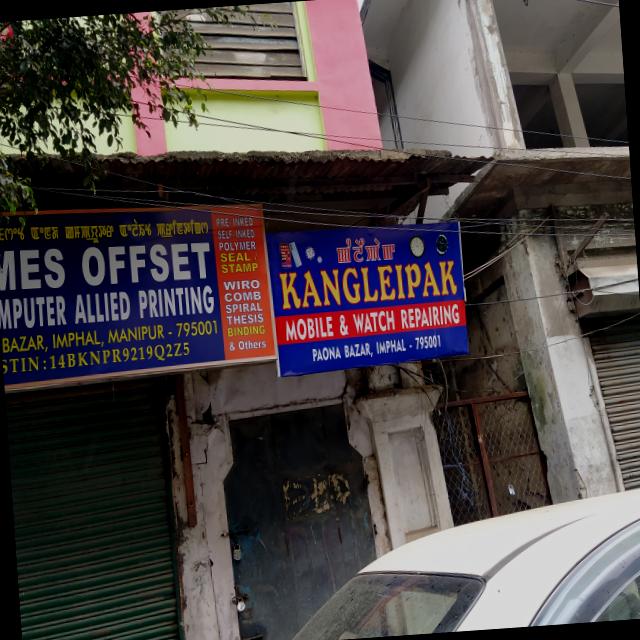 MES OFFSET
MPUTER ALLIED PRINTING
BAZAR, IMPHAL, MANIPUR - 795001
STIN :14BKNPR9219Q2Z5
PRE INKED
SELF INKED
POLYMER
SEAL /
STAMP
WIRO
COMB
SPIRAL
THESIS
BINDING
& Others
KANGLEIPAK
MOBILE & WATCH REPAIRING
PAONA BAZAR, IMPHAL - 795001